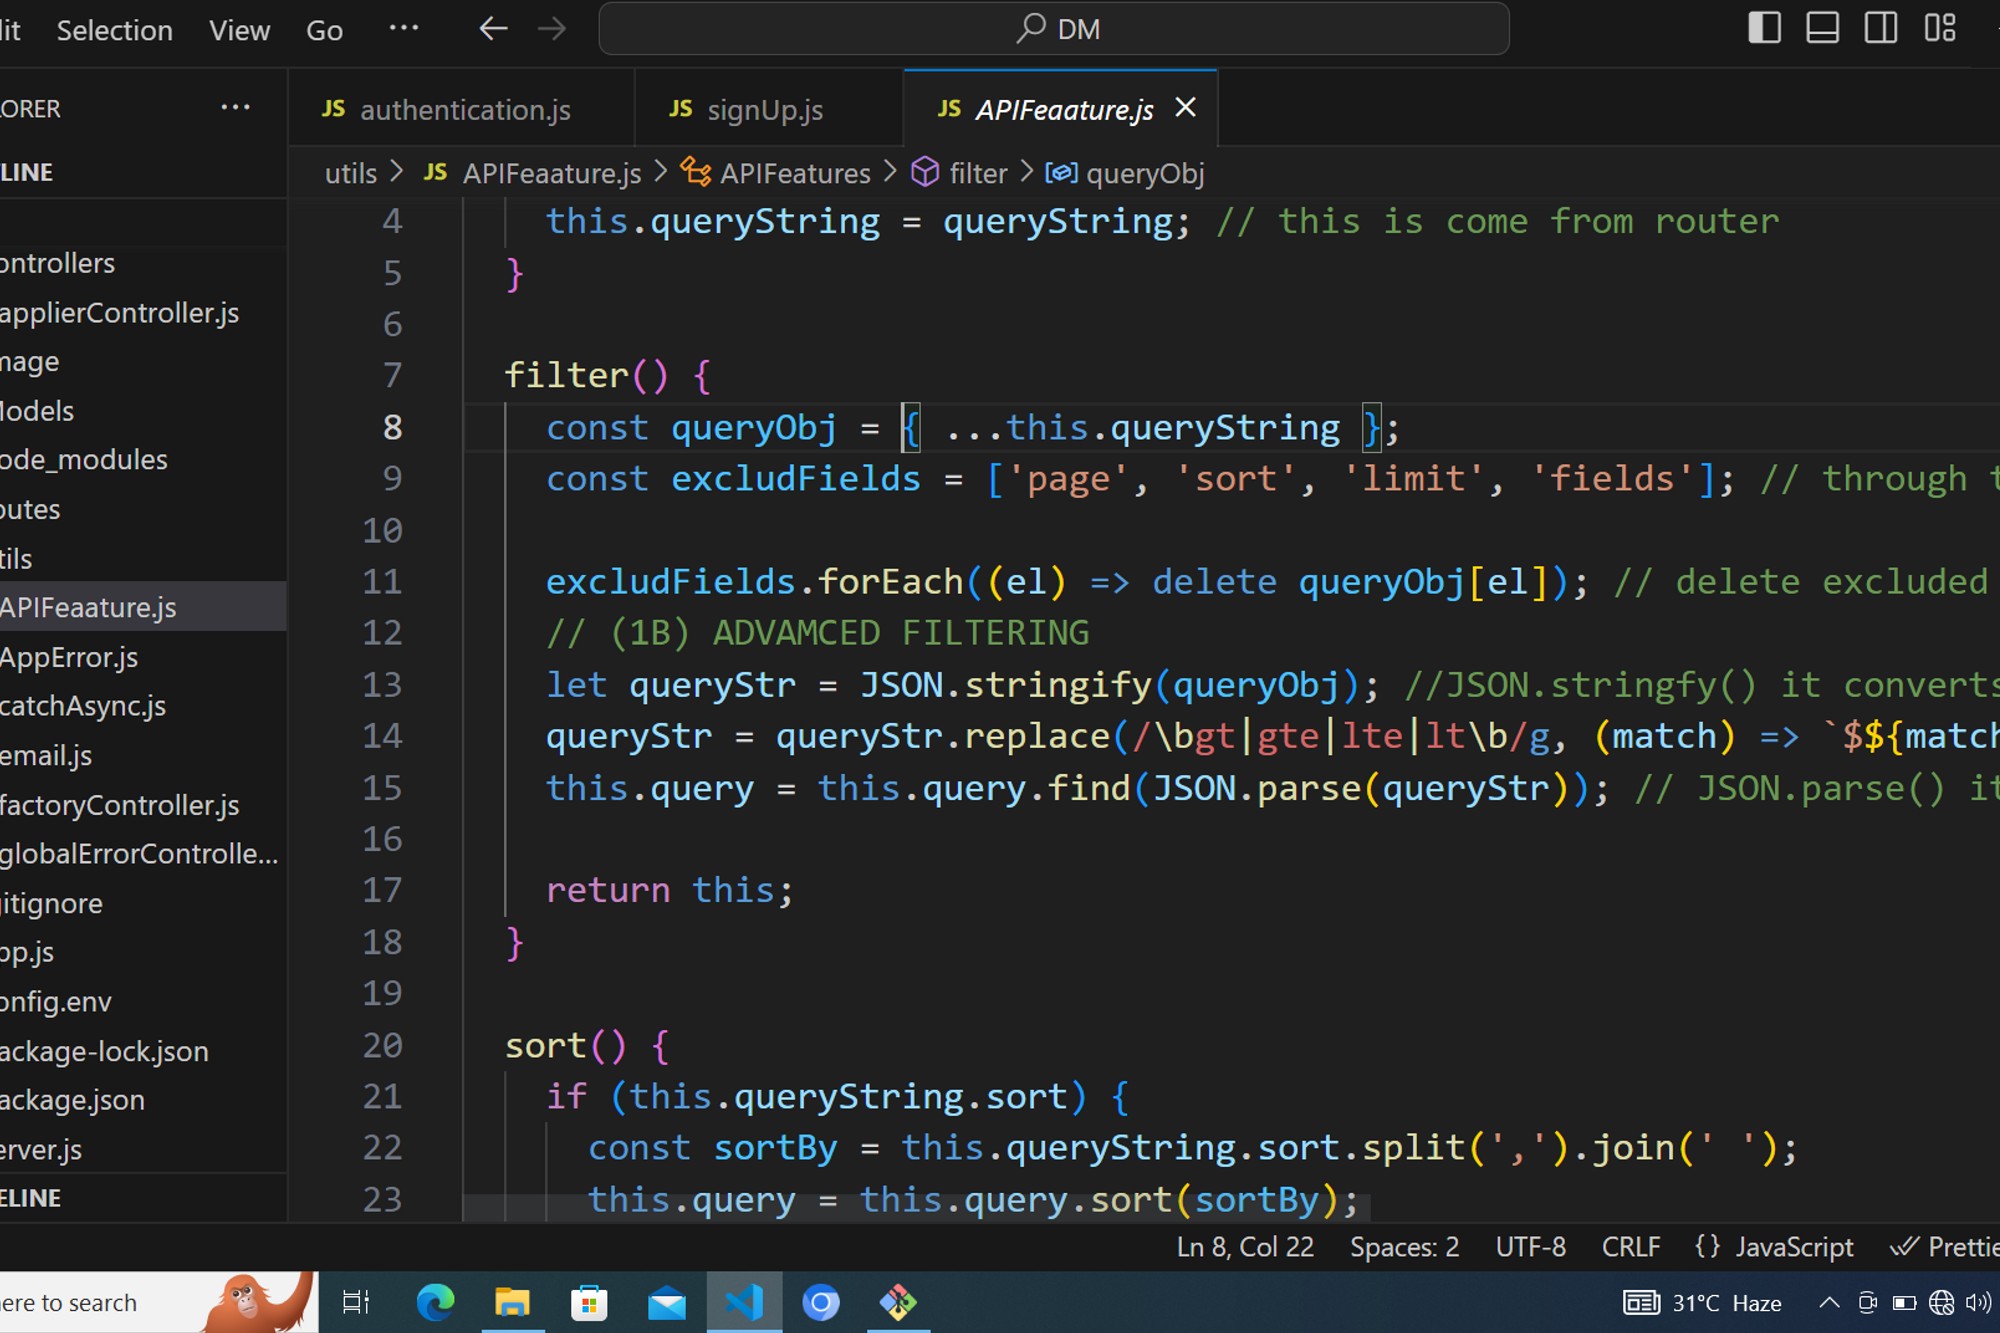 lit Selection View Go ··· DM
ORER ···
JS authentication.js JS signUp.js JS APIFeaature.js
LINE
utils > JS APIFeaature.js > APIFeatures > filter > queryObj
ontrollers
applierController.js
mage
Models
ode_modules
outes
tils
APIFeaature.js
AppError.js
catchAsync.js
email.js
factoryController.js
globalErrorControlle...
gitignore
pp.js
onfig.env
ackage-lock.json
ackage.json
erver.js
ELINE
4 this.queryString = queryString; // this is come from router
5 }
6
7 filter() {
8 const queryObj = { ...this.queryString };
9 const excludFields = ['page', 'sort', 'limit', 'fields']; // through t
10
11 excludFields.forEach((el) => delete queryObj[el]); // delete excluded
12 // (1B) ADVAMCED FILTERING
13 let queryStr = JSON.stringify(queryObj); //JSON.stringfy() it converts
14 queryStr = queryStr.replace(/\bgt|gte|lte|lt\b/g, (match) => `$${match
15 this.query = this.query.find(JSON.parse(queryStr)); // JSON.parse() it
16
17 return this;
18 }
19
20 sort() {
21 if (this.queryString.sort) {
22 const sortBy = this.queryString.sort.split(',').join(' ');
23 this.query = this.query.sort(sortBy);
Ln 8, Col 22 Spaces: 2 UTF-8 CRLF {} JavaScript Prettie
ere to search 31°C Haze